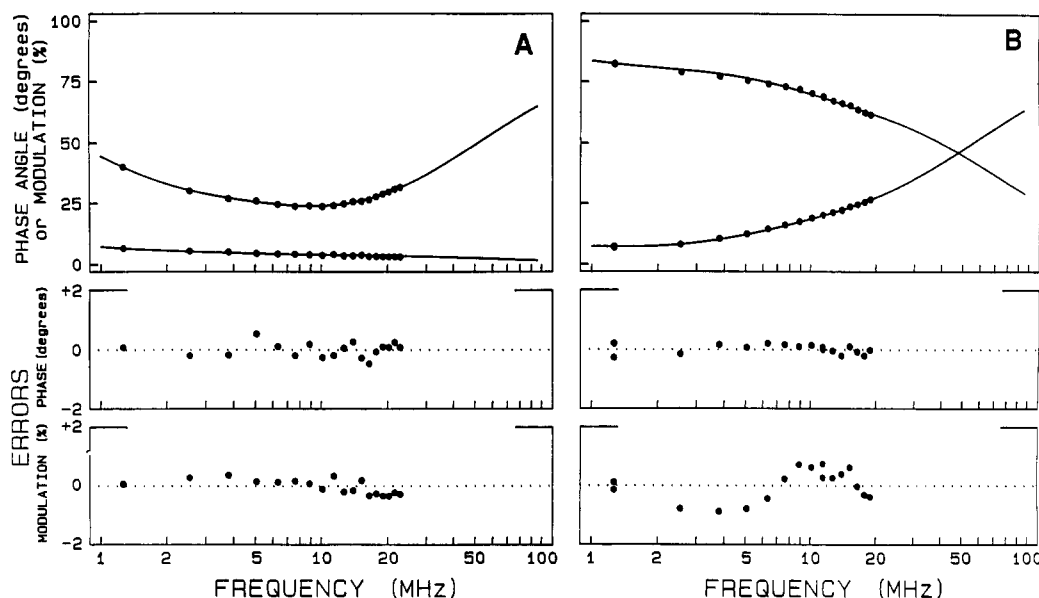 A
B
PHASE ANGLE (degrees)
or MODULATION (%)
100
75
50
25
0
ERRORS
PHASE (degrees)
+2
0
-2
MODULATION (%)
+2
0
-2
1 2 5 10 20 50 100
1 2 5 10 20 50 100
FREQUENCY (MHz)
FREQUENCY (MHz)